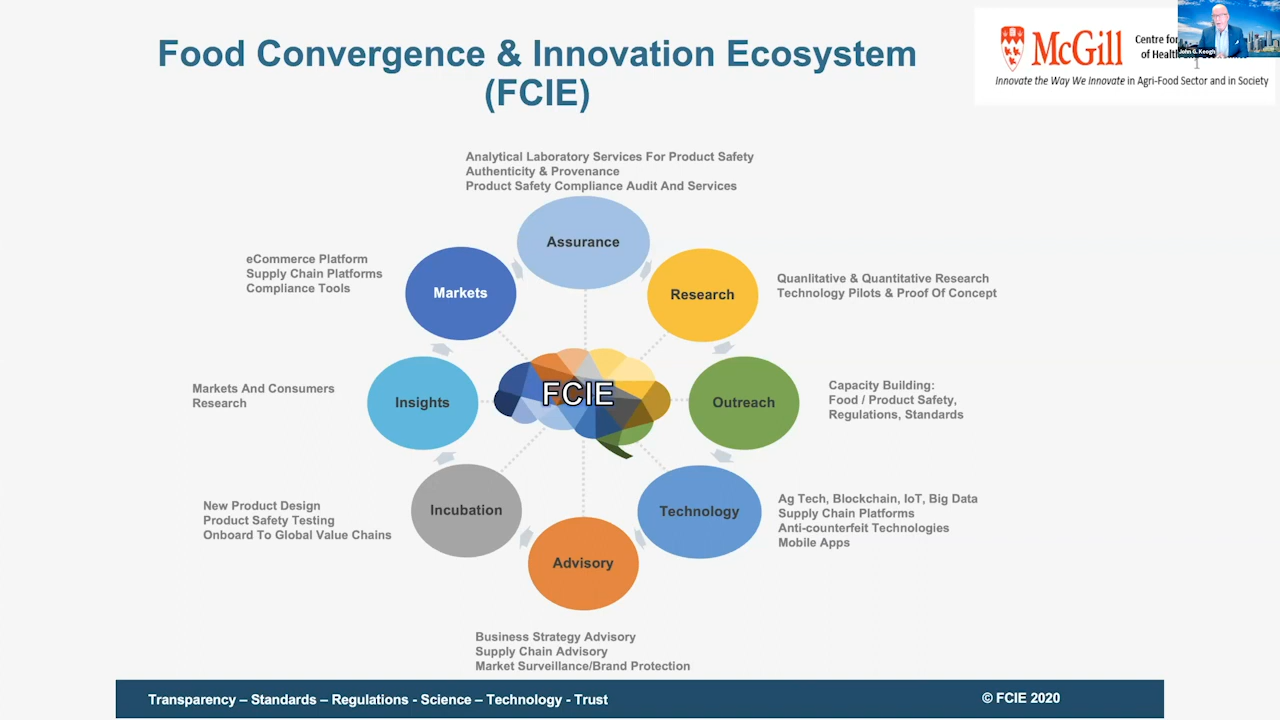 Food Convergence & Innovation Ecosystem
(FCIE)
McGill
Centre for
of Health
Innovate the Way We Innovate in Agri-Food Sector and in Society
John G. Keogh
Analytical Laboratory Services For Product Safety
Authenticity & Provenance
Product Safety Compliance Audit And Services
Assurance
eCommerce Platform
Supply Chain Platforms
Compliance Tools
Markets
Research
Quanlitative & Quantitative Research
Technology Pilots & Proof Of Concept
Markets And Consumers
Research
Insights
FCIE
Outreach
Capacity Building:
Food / Product Safety,
Regulations, Standards
New Product Design
Product Safety Testing
Onboard To Global Value Chains
Incubation
Technology
Ag Tech, Blockchain, IoT, Big Data
Supply Chain Platforms
Anti-counterfeit Technologies
Mobile Apps
Advisory
Business Strategy Advisory
Supply Chain Advisory
Market Surveillance/Brand Protection
Transparency – Standards – Regulations - Science – Technology - Trust
© FCIE 2020